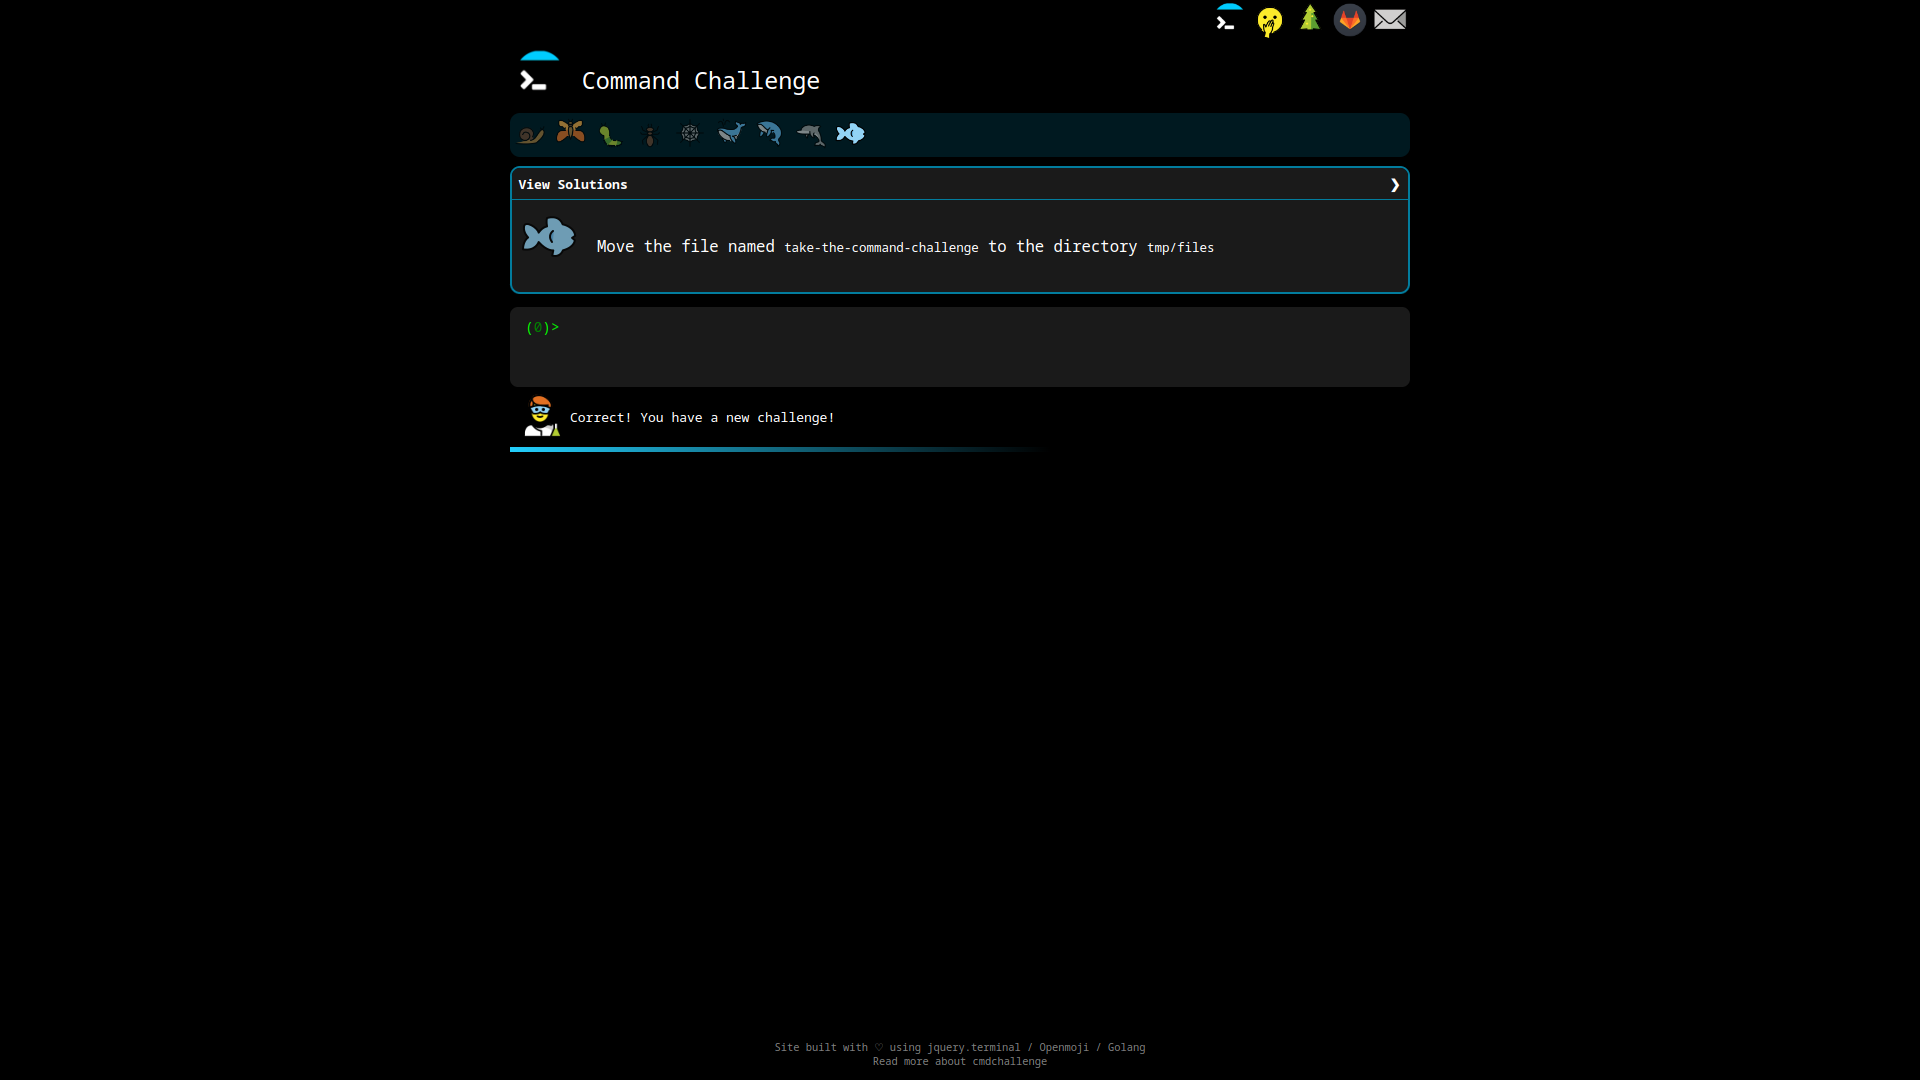 Command Challenge
View Solutions ❯
Move the file named take-the-command-challenge to the directory tmp/files
(0)>
Correct! You have a new challenge!
Site built with ♡ using jquery.terminal / Openmoji / Golang
Read more about cmdchallenge